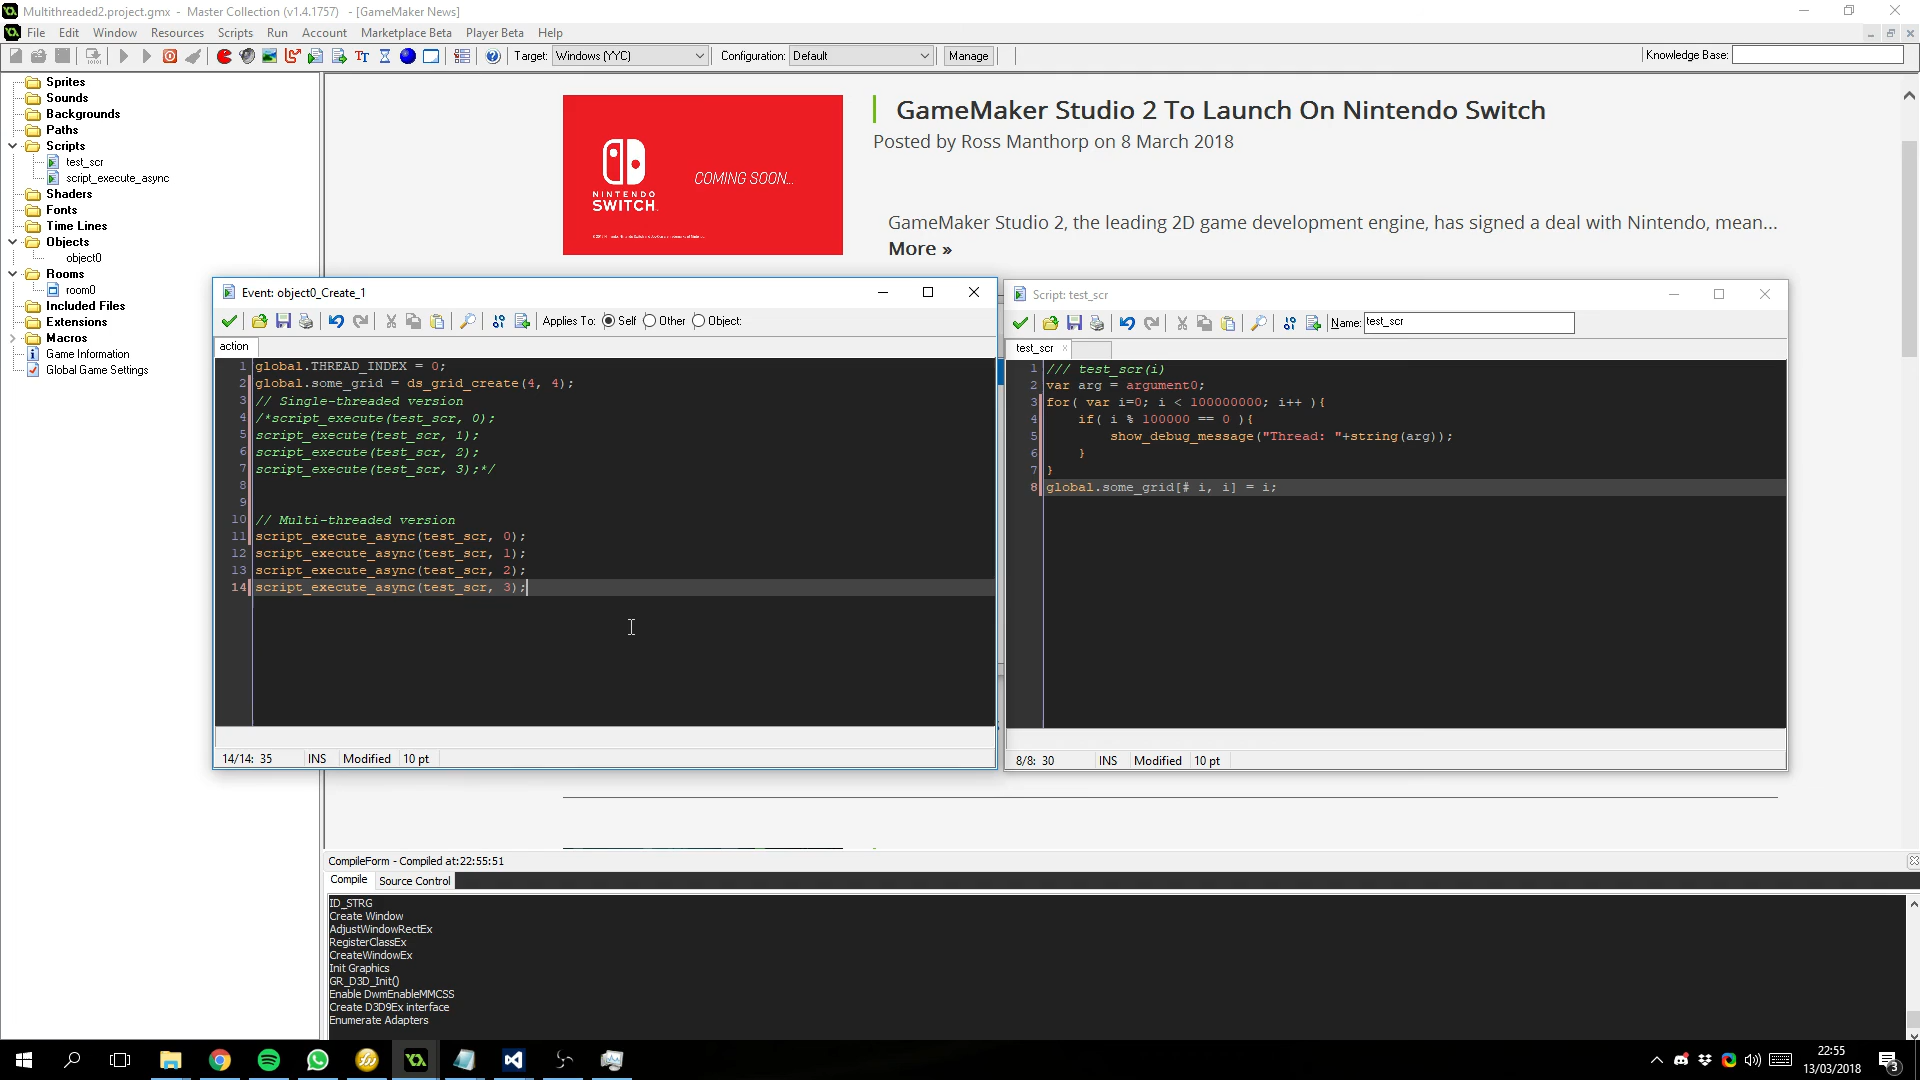 Multithreaded2.project.gmx - Master Collection (v1.4.1757) - [GameMaker News]
File Edit Window Resources Scripts Run Account Marketplace Beta Player Beta Help
Target: Windows (YYC) Configuration: Default Manage Knowledge Base:
Sprites
Sounds
Backgrounds
Paths
Scripts
test_scr
script_execute_async
Shaders
Fonts
Time Lines
Objects
object0
Rooms
room0
Included Files
Extensions
Macros
Game Information
Global Game Settings
NINTENDO
SWITCH
COMING SOON...
GameMaker Studio 2 To Launch On Nintendo Switch
Posted by Ross Manthorp on 8 March 2018
GameMaker Studio 2, the leading 2D game development engine, has signed a deal with Nintendo, mean...
More »
Event: object0_Create_1
Applies To: Self Other Object:
action
1 global.THREAD_INDEX = 0;
2 global.some_grid = ds_grid_create(4, 4);
3 // Single-threaded version
4 /*script_execute(test_scr, 0);
5 script_execute(test_scr, 1);
6 script_execute(test_scr, 2);
7 script_execute(test_scr, 3);*/
8
9
10 // Multi-threaded version
11 script_execute_async(test_scr, 0);
12 script_execute_async(test_scr, 1);
13 script_execute_async(test_scr, 2);
14 script_execute_async(test_scr, 3);
14/14: 35 INS Modified 10 pt
Script: test_scr
Name: test_scr
test_scr
1 /// test_scr(i)
2 var arg = argument0;
3 for( var i=0; i < 100000000; i++ ){
4 if( i % 100000 == 0 ){
5 show_debug_message("Thread: "+string(arg));
6 }
7 }
8 global.some_grid[# i, i] = i;
8/8: 30 INS Modified 10 pt
CompileForm - Compiled at:22:55:51
Compile Source Control
ID_STRG
Create Window
AdjustWindowRectEx
RegisterClassEx
CreateWindowEx
Init Graphics
GR_D3D_Init()
Enable DwmEnableMMCSS
Create D3D9Ex interface
Enumerate Adapters
22:55
13/03/2018
3